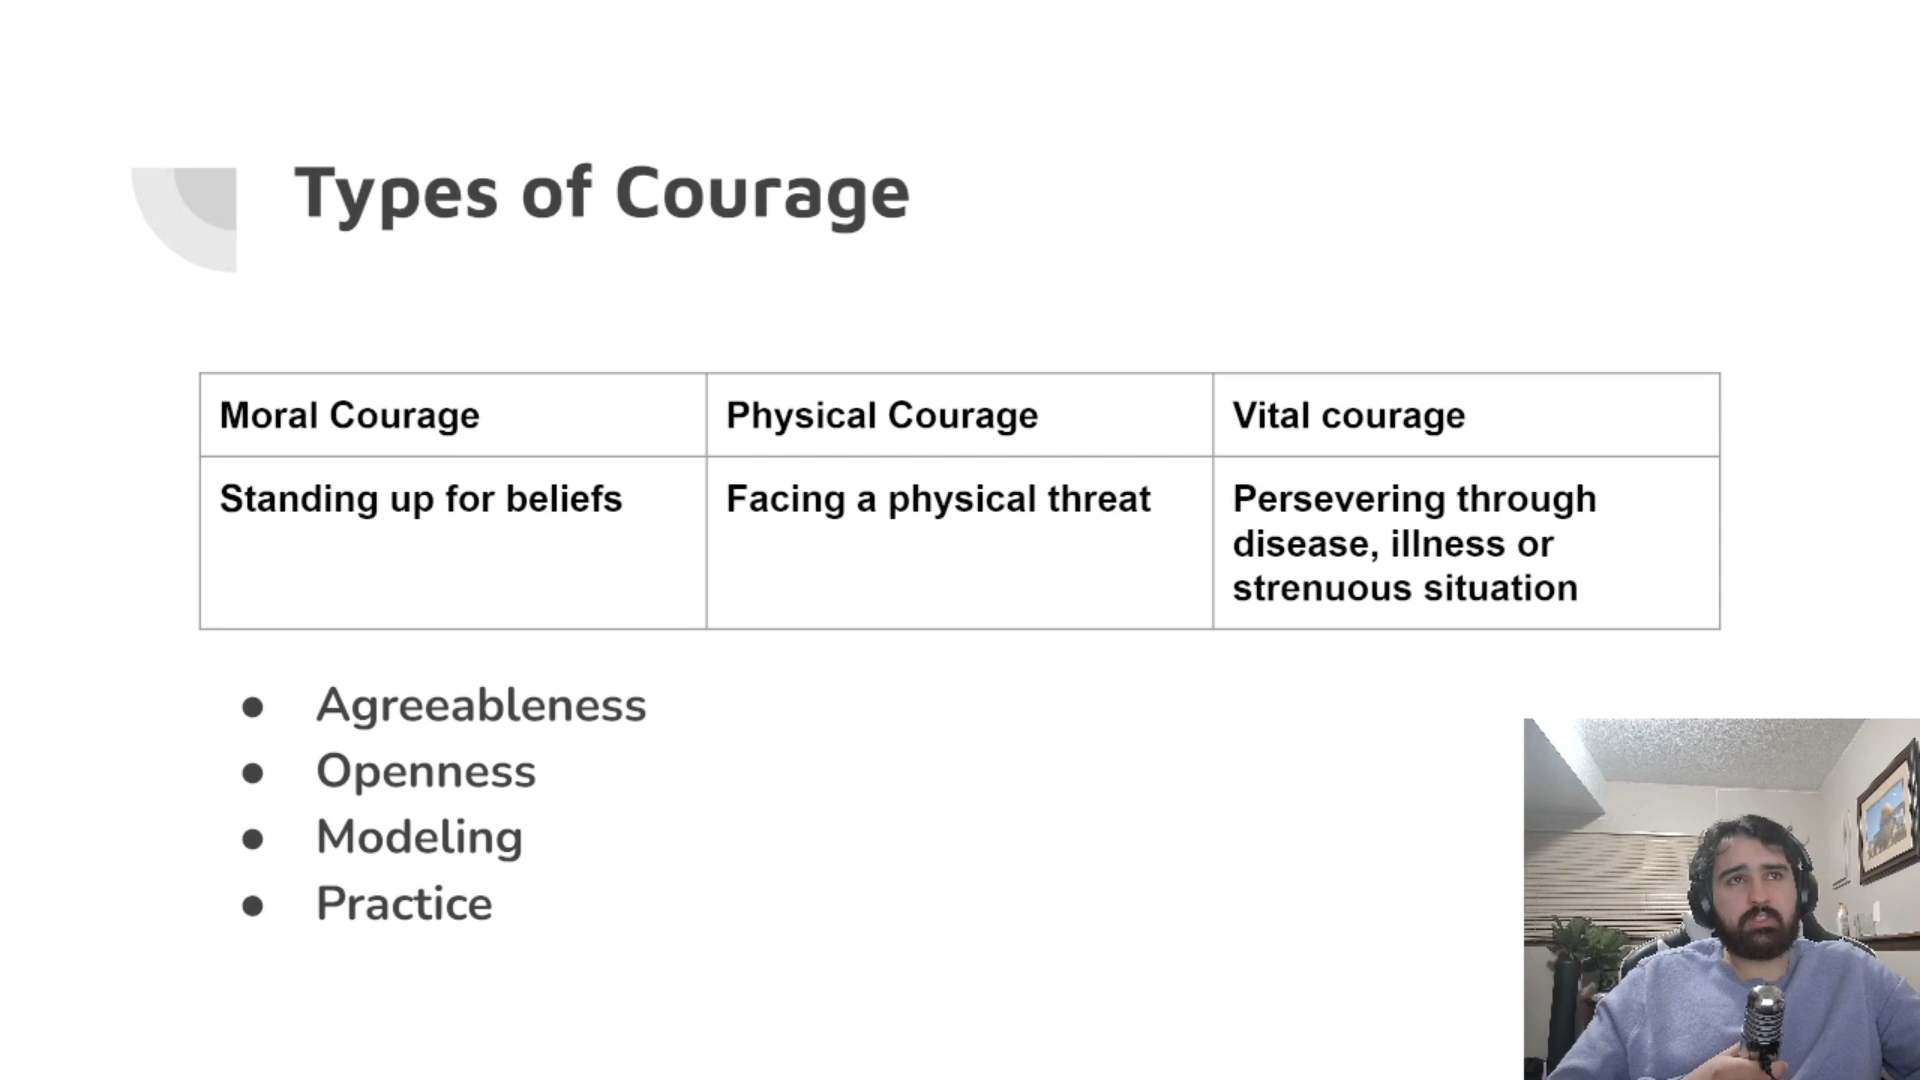 Types of Courage
Moral Courage
Physical Courage
Vital courage
Standing up for beliefs
Facing a physical threat
Persevering through
disease, illness or
strenuous situation
● Agreeableness
● Openness
● Modeling
● Practice